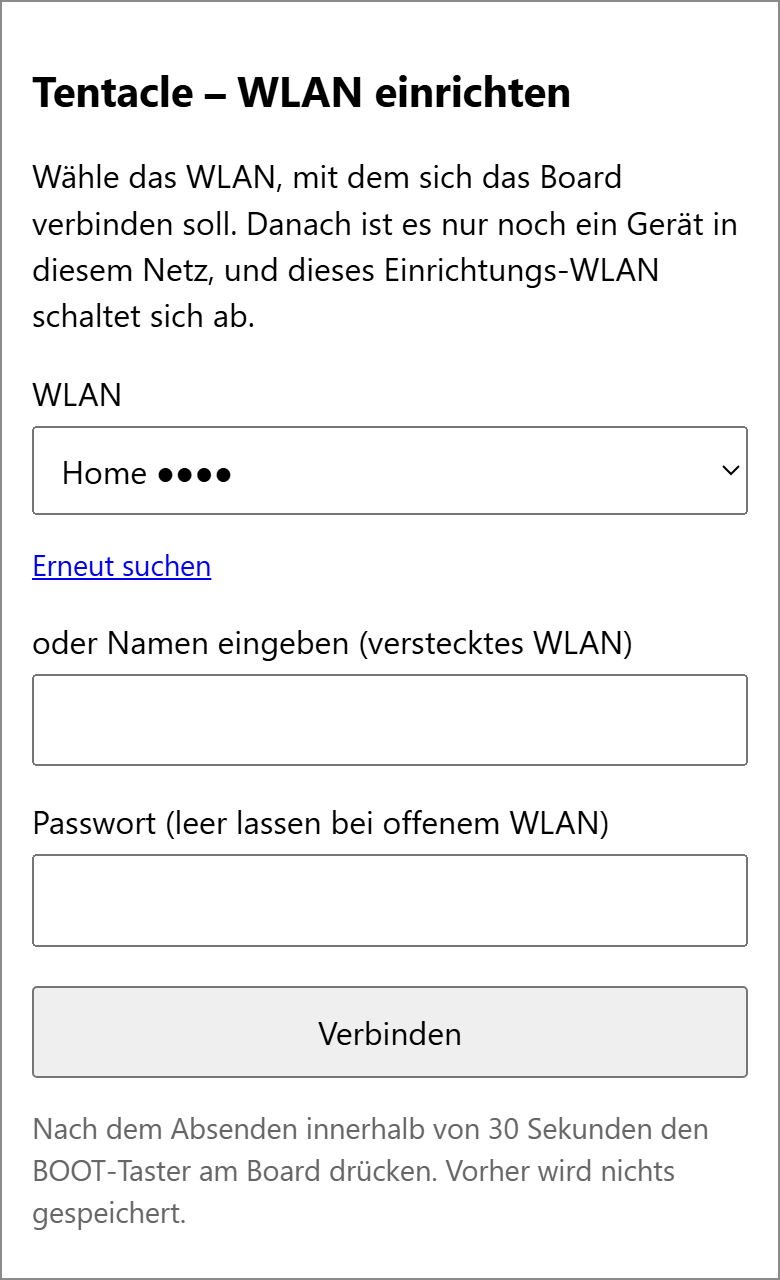 Tentacle – WLAN einrichten
Wähle das WLAN, mit dem sich das Board
verbinden soll. Danach ist es nur noch ein Gerät in
diesem Netz, und dieses Einrichtungs-WLAN
schaltet sich ab.
WLAN
Home ●●●●
Erneut suchen
oder Namen eingeben (verstecktes WLAN)
Passwort (leer lassen bei offenem WLAN)
Verbinden
Nach dem Absenden innerhalb von 30 Sekunden den
BOOT-Taster am Board drücken. Vorher wird nichts
gespeichert.